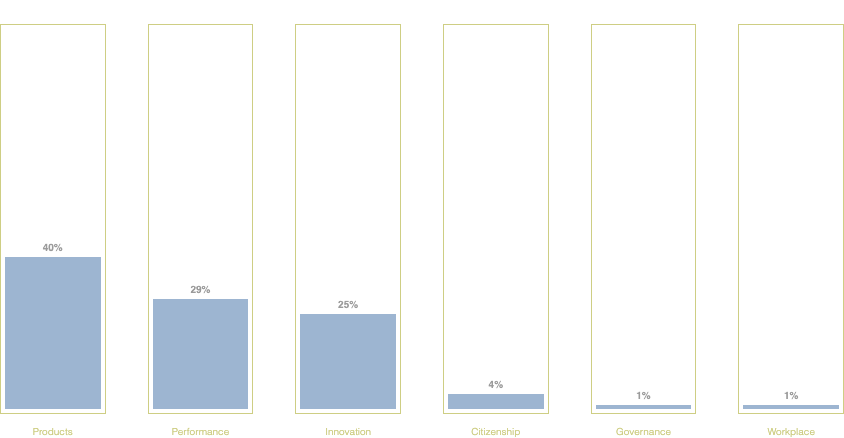 40%
29%
25%
4%
1%
1%
Products
Performance
Innovation
Citizenship
Governance
Workplace